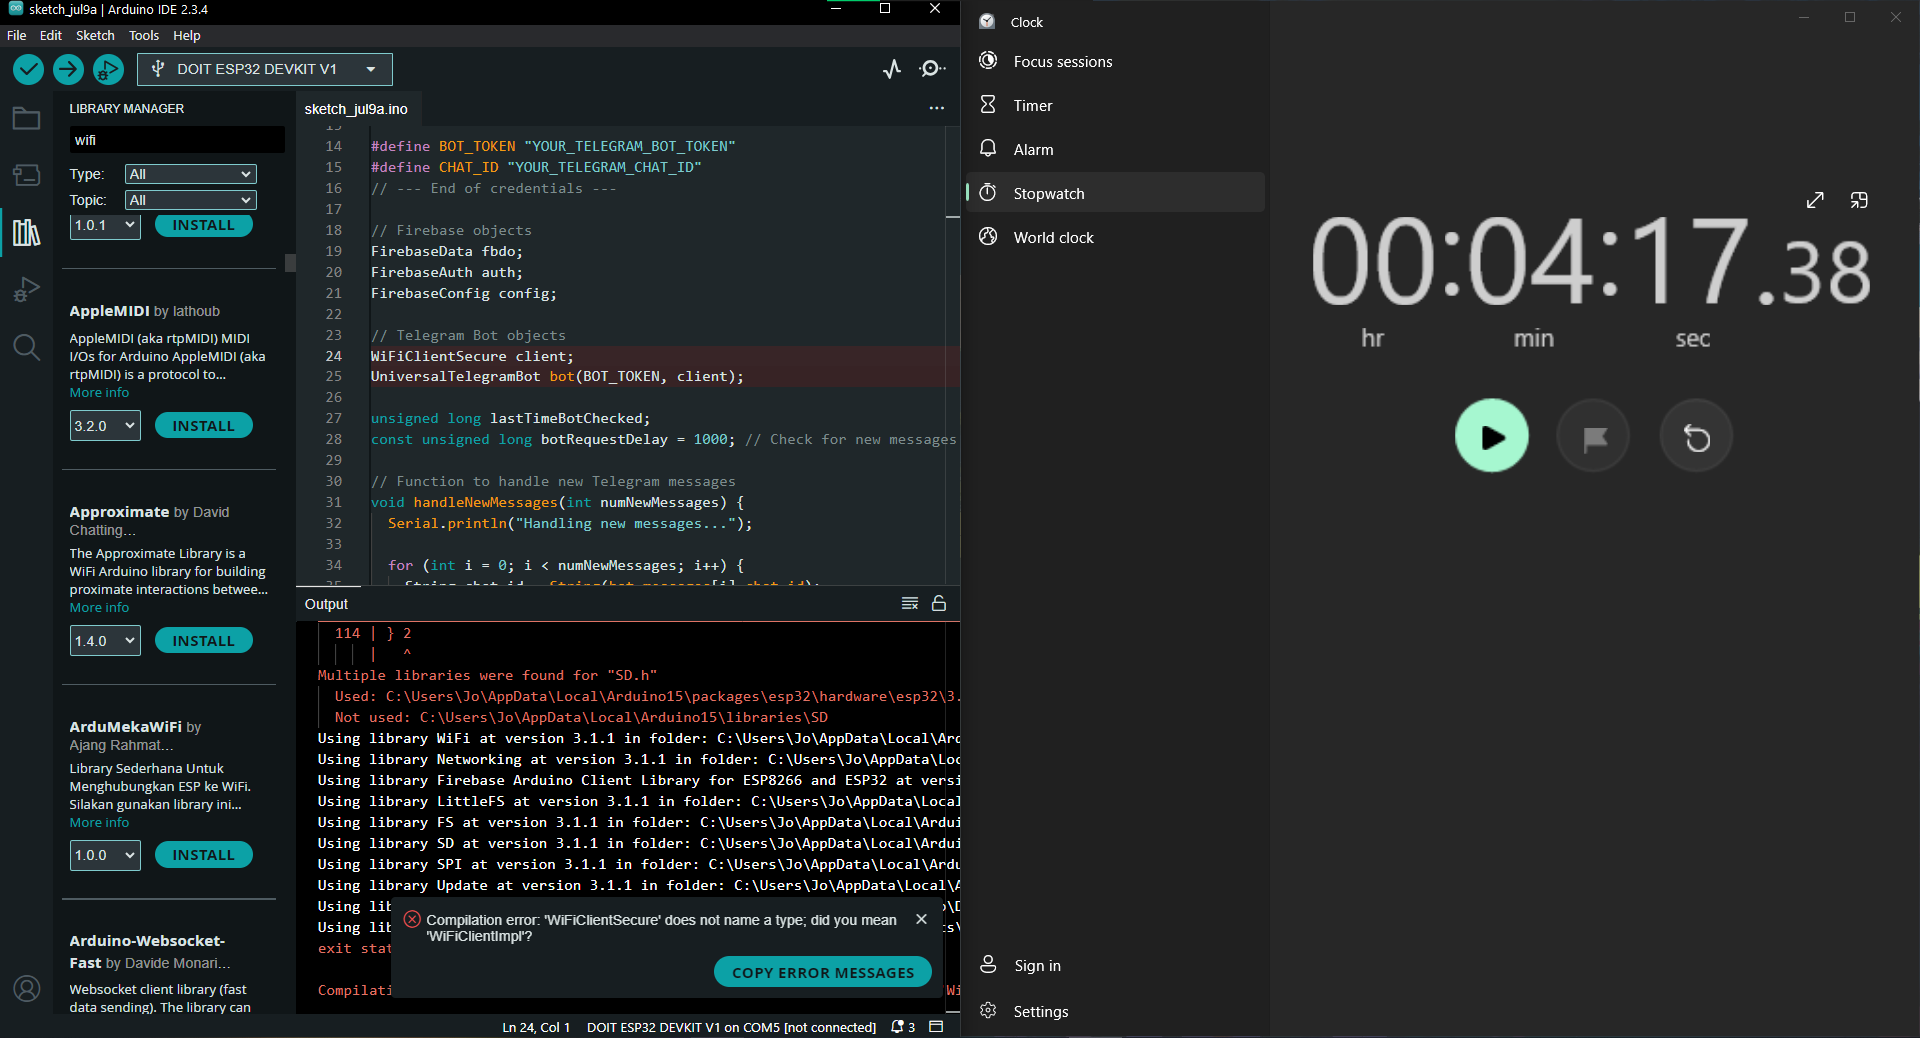 sketch_jul9a | Arduino IDE 2.3.4
File Edit Sketch Tools Help
DOIT ESP32 DEVKIT V1
LIBRARY MANAGER
wifi
Type: All
Topic: All
1.0.1 INSTALL
AppleMIDI by lathoub
AppleMIDI (aka rtpMIDI) MIDI
I/Os for Arduino AppleMIDI (aka
rtpMIDI) is a protocol to...
More info
3.2.0 INSTALL
Approximate by David
Chatting...
The Approximate Library is a
WiFi Arduino library for building
proximate interactions betwee...
More info
1.4.0 INSTALL
ArduMekaWiFi by
Ajang Rahmat...
Library Sederhana Untuk
Menghubungkan ESP ke WiFi.
Silakan gunakan library ini...
More info
1.0.0 INSTALL
Arduino-Websocket-
Fast by Davide Monari...
Websocket client library (fast
data sending). The library can
sketch_jul9a.ino
14 #define BOT_TOKEN "YOUR_TELEGRAM_BOT_TOKEN"
15 #define CHAT_ID "YOUR_TELEGRAM_CHAT_ID"
16 // --- End of credentials ---
17
18 // Firebase objects
19 FirebaseData fbdo;
20 FirebaseAuth auth;
21 FirebaseConfig config;
22
23 // Telegram Bot objects
24 WiFiClientSecure client;
25 UniversalTelegramBot bot(BOT_TOKEN, client);
26
27 unsigned long lastTimeBotChecked;
28 const unsigned long botRequestDelay = 1000; // Check for new messages
29
30 // Function to handle new Telegram messages
31 void handleNewMessages(int numNewMessages) {
32 Serial.println("Handling new messages...");
33
34 for (int i = 0; i < numNewMessages; i++) {
Output
114 | } 2
| ^
Multiple libraries were found for "SD.h"
Used: C:\Users\Jo\AppData\Local\Arduino15\packages\esp32\hardware\esp32\3.
Not used: C:\Users\Jo\AppData\Local\Arduino15\libraries\SD
Using library WiFi at version 3.1.1 in folder: C:\Users\Jo\AppData\Local\Ard
Using library Networking at version 3.1.1 in folder: C:\Users\Jo\AppData\Loc
Using library Firebase Arduino Client Library for ESP8266 and ESP32 at versi
Using library LittleFS at version 3.1.1 in folder: C:\Users\Jo\AppData\Local
Using library FS at version 3.1.1 in folder: C:\Users\Jo\AppData\Local\Ardui
Using library SD at version 3.1.1 in folder: C:\Users\Jo\AppData\Local\Ardui
Using library SPI at version 3.1.1 in folder: C:\Users\Jo\AppData\Local\Ardu
Using library Update at version 3.1.1 in folder: C:\Users\Jo\AppData\Local\A
Using lib
Using lib
exit stat
Compilati
Compilation error: 'WiFiClientSecure' does not name a type; did you mean
'WiFiClientImpl'?
COPY ERROR MESSAGES
Ln 24, Col 1 DOIT ESP32 DEVKIT V1 on COM5 [not connected] 3
Clock
Focus sessions
Timer
Alarm
Stopwatch
World clock
Sign in
Settings
00:04:17.38
hr min sec